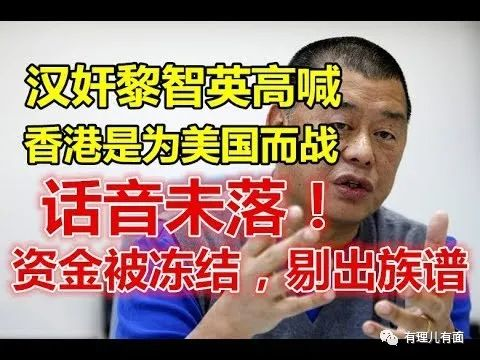 汉奸黎智英高喊
香港是为美国而战
话音未落！
资金被冻结，剔出族谱
有理儿有面